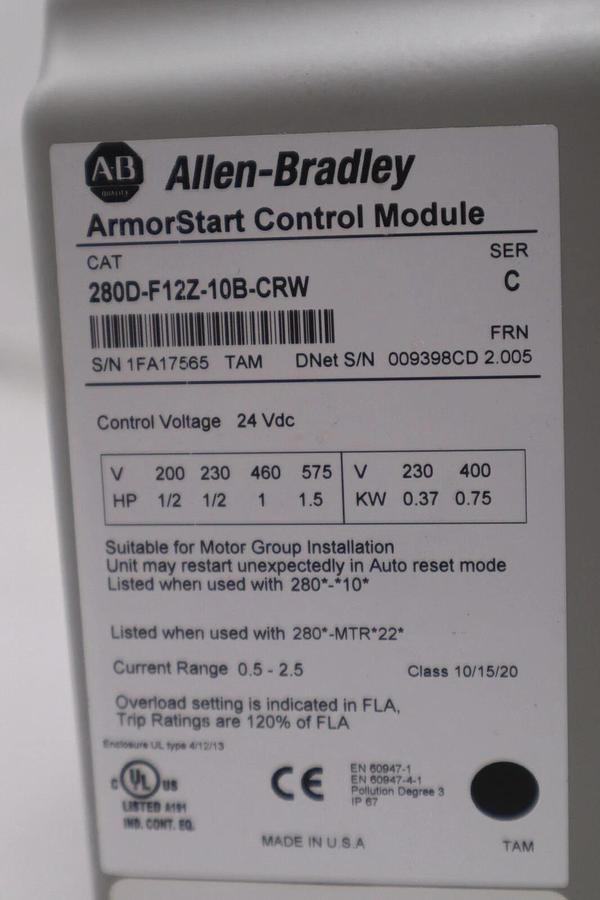 AB QUALITY Allen-Bradley
ArmorStart Control Module
CAT SER
280D-F12Z-10B-CRW C
FRN
S/N 1FA17565 TAM DNet S/N 009398CD 2.005
Control Voltage 24 Vdc
V 200 230 460 575 V 230 400
HP 1/2 1/2 1 1.5 KW 0.37 0.75
Suitable for Motor Group Installation
Unit may restart unexpectedly in Auto reset mode
Listed when used with 280*-*10*
Listed when used with 280*-MTR*22*
Current Range 0.5 - 2.5 Class 10/15/20
Overload setting is indicated in FLA,
Trip Ratings are 120% of FLA
Enclosure UL type 4/12/13
C UL US
LISTED A191
IND. CONT. EQ.
CE
EN 60947-1
EN 60947-4-1
Pollution Degree 3
IP 67
MADE IN U.S.A
TAM